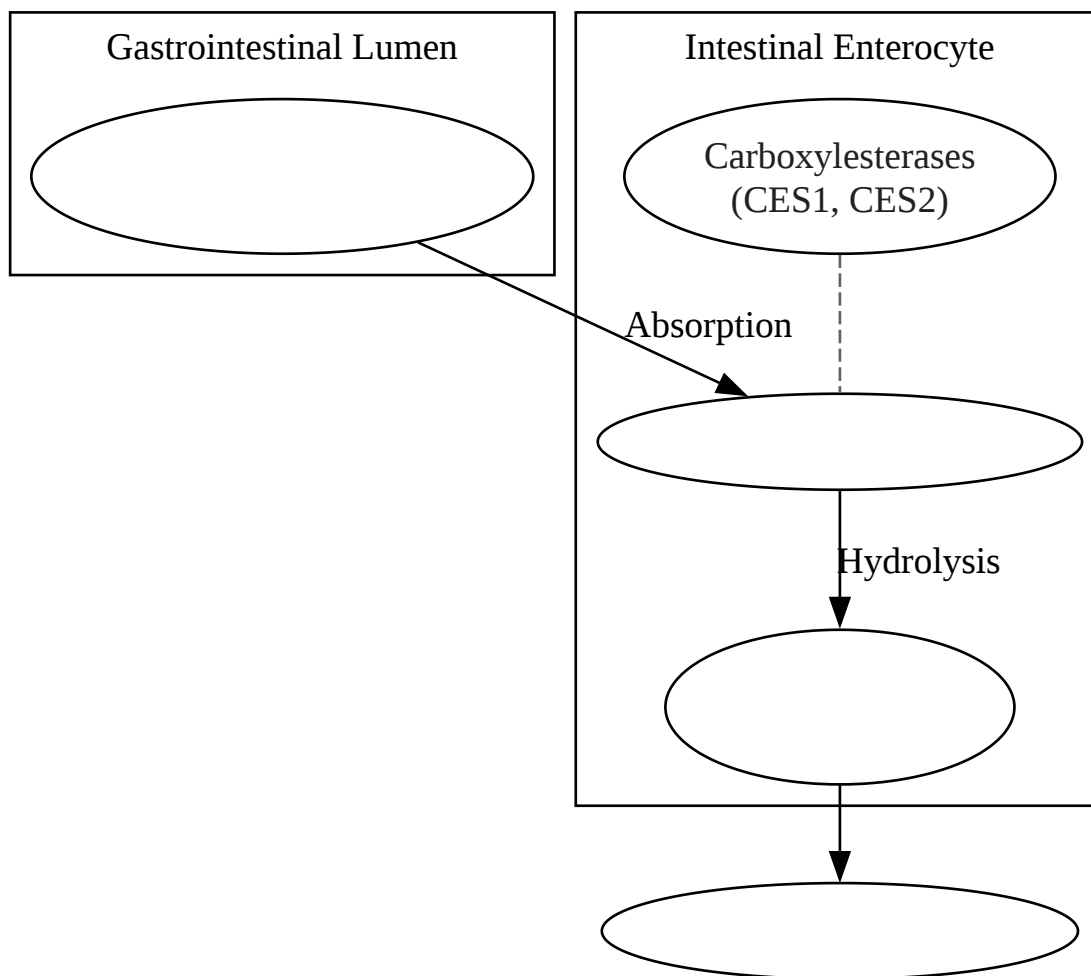 Gastrointestinal Lumen
Intestinal Enterocyte
Carboxylesterases
(CES1, CES2)
Absorption
Hydrolysis